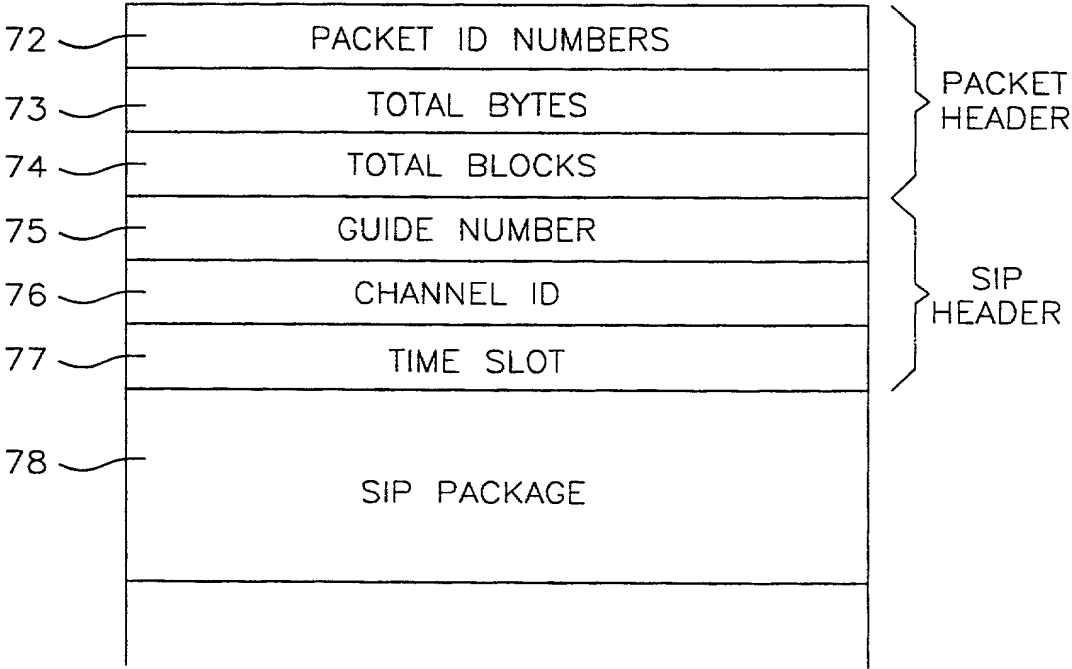 72 PACKET ID NUMBERS
73 TOTAL BYTES
74 TOTAL BLOCKS
PACKET
HEADER
75 GUIDE NUMBER
76 CHANNEL ID
77 TIME SLOT
SIP
HEADER
78 SIP PACKAGE